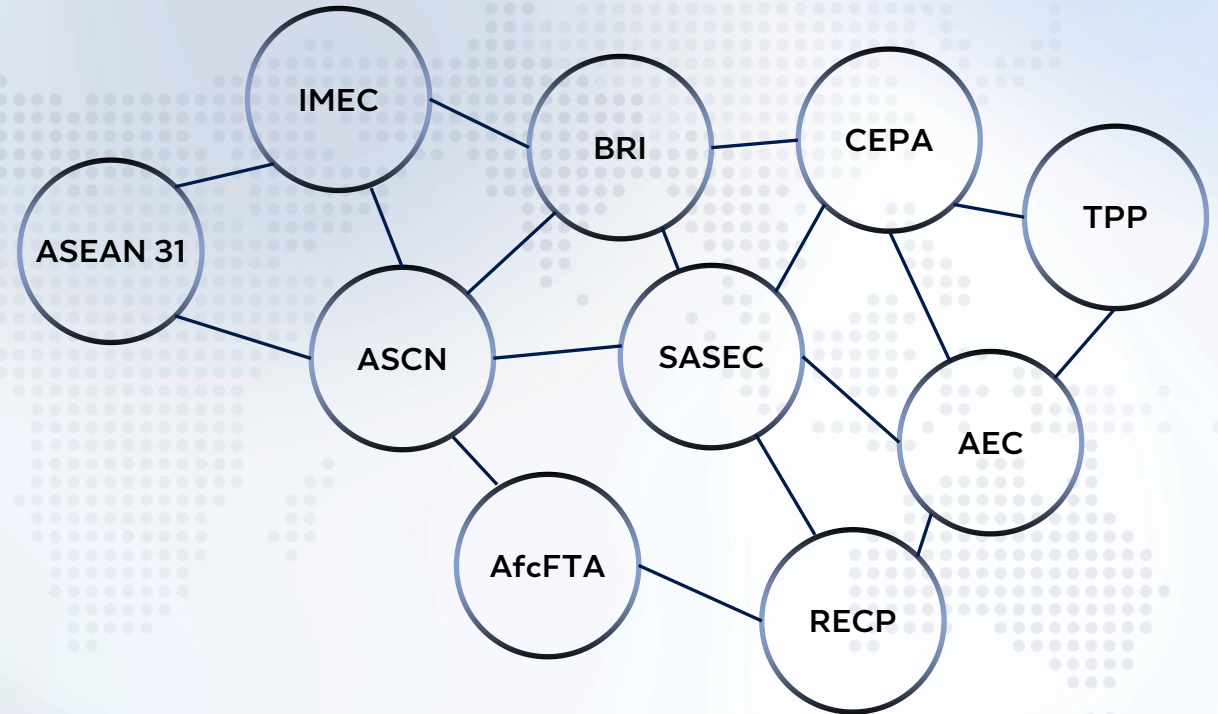 IMEC
BRI
CEPA
TPP
ASEAN 31
ASCN
SASEC
AEC
AfcFTA
RECP